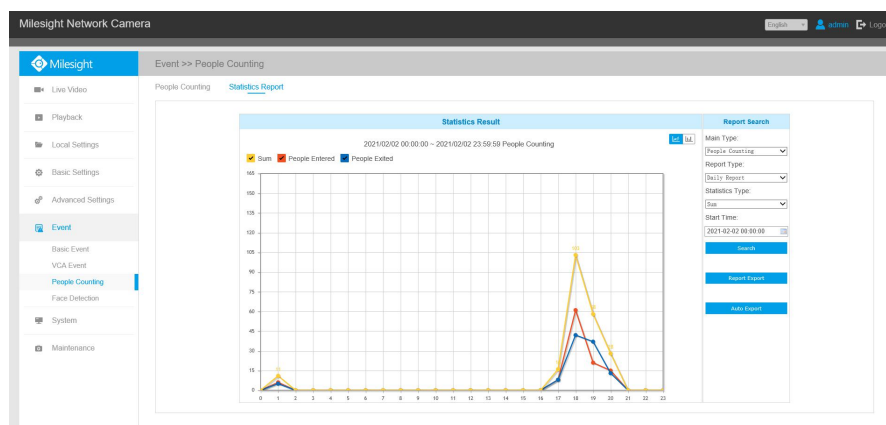 Milesight Network Camera
English
admin
Logo
Milesight
Event >> People Counting
Live Video
Playback
Local Settings
Basic Settings
Advanced Settings
Event
Basic Event
VCA Event
People Counting
Face Detection
System
Maintenance
People Counting Statistics Report
Statistics Result
2021/02/02 00:00:00 ~ 2021/02/02 23:59:59 People Counting
Sum People Entered People Exited
165
150
135
120
105
90
75
60
45
30
15
0
0 1 2 3 4 5 6 7 8 9 10 11 12 13 14 15 16 17 18 19 20 21 22 23
Report Search
Main Type:
People Counting
Report Type:
Daily Report
Statistics Type:
Sum
Start Time:
2021-02-02 00:00:00
Search
Report Export
Auto Export